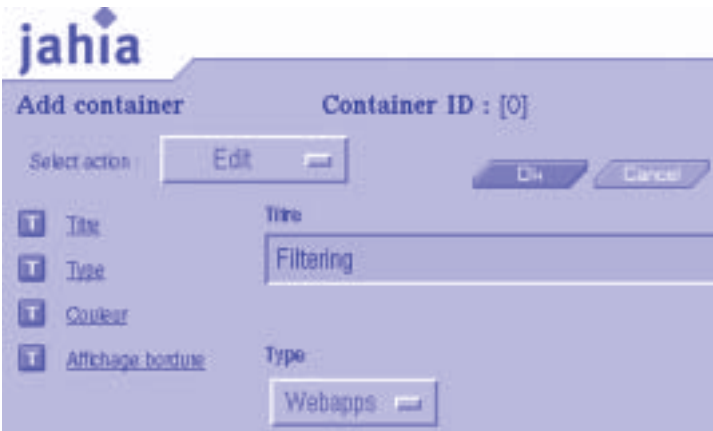 jahia
Add container Container ID : [0]
Select action : Edit OK Cancel
T Titre
T Type
T Couleur
T Affichage bordure
Titre
Filtering
Type
Webapps